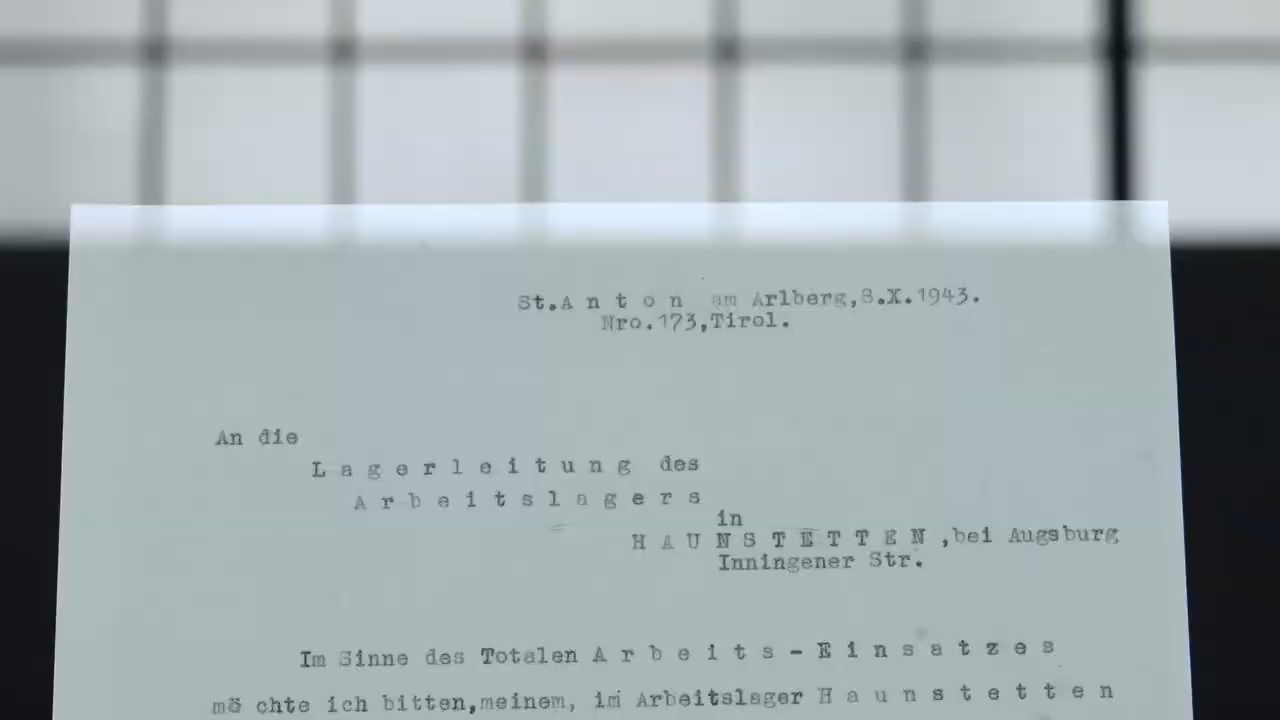 St.A n t o n am Arlberg,8.X.1943.
Nro.173,Tirol.
An die
L a g e r l e i t u n g des
A r b e i t s l a g e r s
in
H A U N S T E T T E N ,bei Augsburg
Inningener Str.
Im Sinne des Totalen A r b e i t s - E i n s a t z e s
mö chte ich bitten,meinem, im Arbeitslager H a u n s t e t t e n